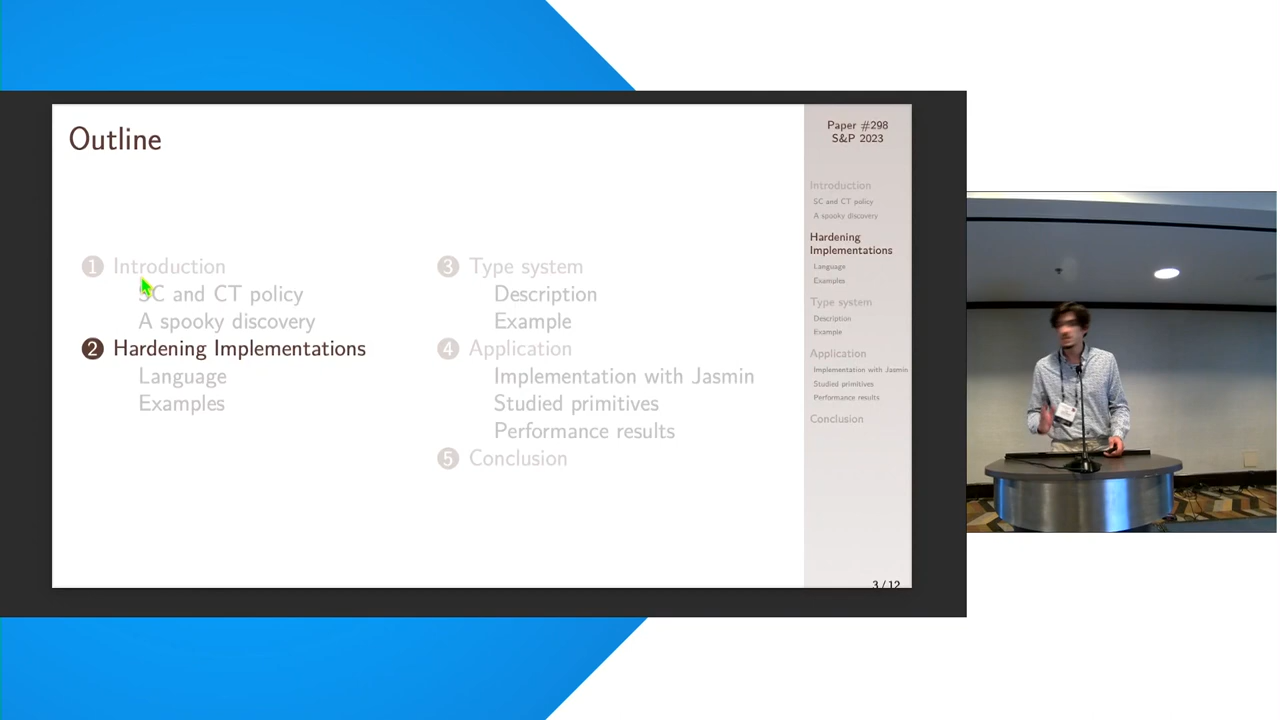 Outline
1 Introduction
SC and CT policy
A spooky discovery
2 Hardening Implementations
Language
Examples
3 Type system
Description
Example
4 Application
Implementation with Jasmin
Studied primitives
Performance results
5 Conclusion
Paper #298
S&P 2023
Introduction
SC and CT policy
A spooky discovery
Hardening
Implementations
Language
Examples
Type system
Description
Example
Application
Implementation with Jasmin
Studied primitives
Performance results
Conclusion
3 / 12